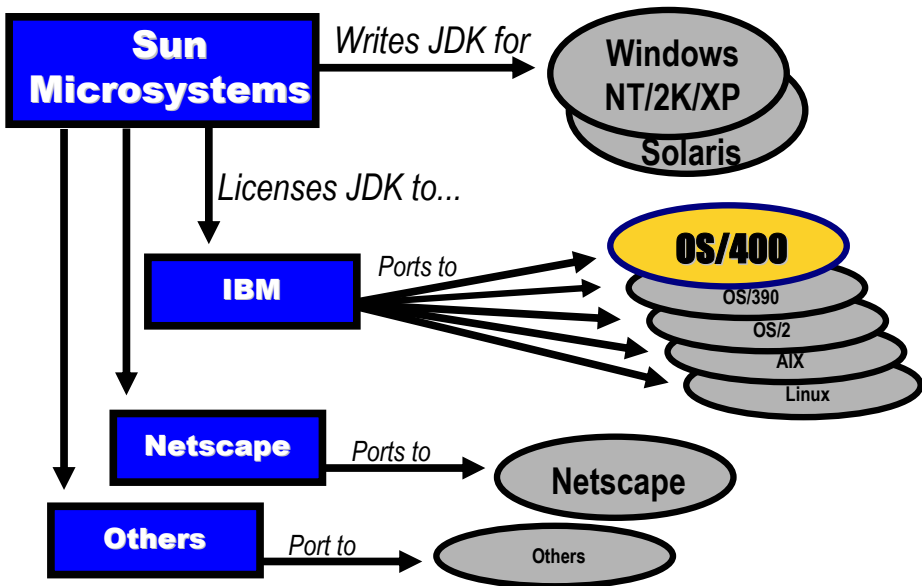 Sun
Microsystems
Writes JDK for
Windows
NT/2K/XP
Solaris
Licenses JDK to...
IBM
Ports to
OS/400
OS/390
OS/2
AIX
Linux
Netscape
Ports to
Netscape
Others
Port to
Others